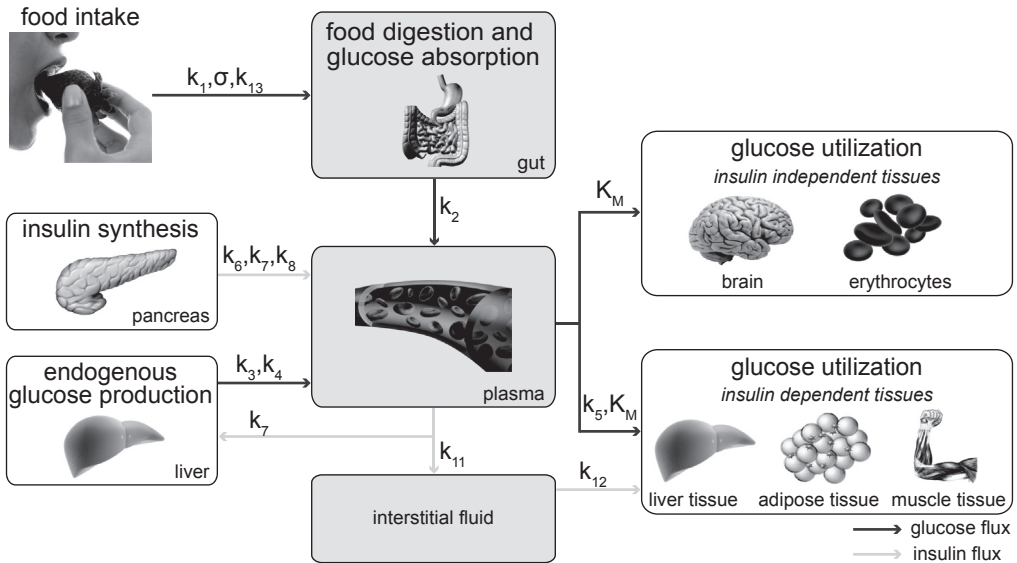 food intake
k₁,σ,k₁₃
food digestion and
glucose absorption
gut
k₂
insulin synthesis
pancreas
k₆,k₇,k₈
plasma
endogenous
glucose production
liver
k₃,k₄
k₇
k₁₁
interstitial fluid
k₁₂
K_M
glucose utilization
insulin independent tissues
brain
erythrocytes
k₅,K_M
glucose utilization
insulin dependent tissues
liver tissue
adipose tissue
muscle tissue
glucose flux
insulin flux